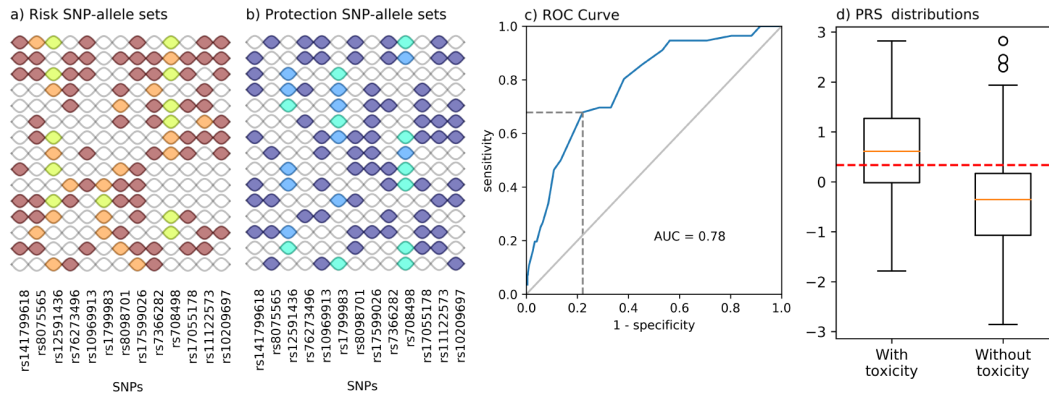 a) Risk SNP-allele sets
rs141799618
rs8075565
rs12591436
rs76273496
rs10969913
rs1799983
rs8098701
rs17599026
rs7366282
rs708498
rs17055178
rs11122573
rs10209697
SNPs
b) Protection SNP-allele sets
rs141799618
rs8075565
rs12591436
rs76273496
rs10969913
rs1799983
rs8098701
rs17599026
rs7366282
rs708498
rs17055178
rs11122573
rs10209697
SNPs
c) ROC Curve
sensitivity
1.0
0.8
0.6
0.4
0.2
0.0
AUC = 0.78
0.0 0.2 0.4 0.6 0.8 1.0
1 - specificity
d) PRS distributions
3
2
1
0
−1
−2
−3
With
toxicity
Without
toxicity